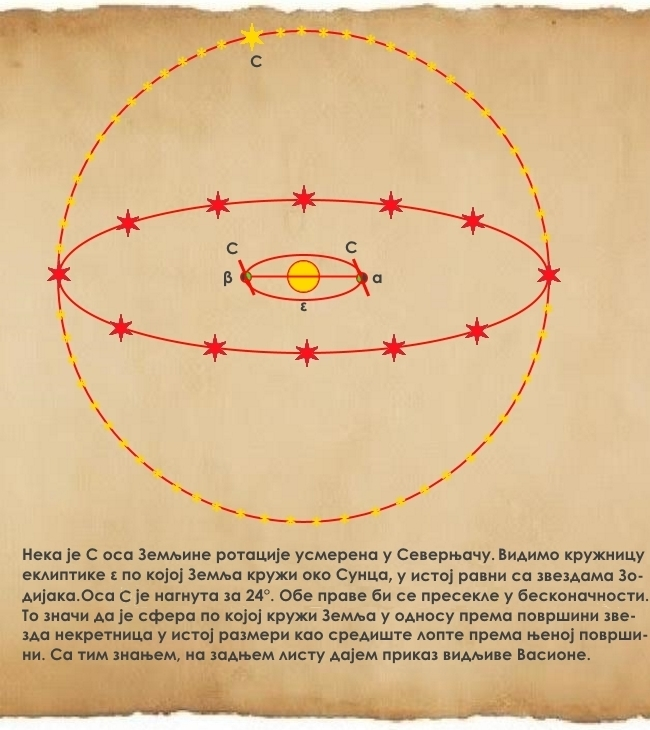 С
С
С
β
α
ε
Нека је С оса Земљине ротације усмерена у Северњачу. Видимо кружницу
еклиптике ε по којој Земља кружи око Сунца, у истој равни са звездама Зо-
дијака.Оса С је нагнута за 24°. Обе праве би се пресекле у бесконачности.
То значи да је сфера по којој кружи Земља у односу према површини зве-
зда некретница у истој размери као средиште лопте према њеној површи-
ни. Са тим знањем, на задњем листу дајем приказ видљиве Васионе.